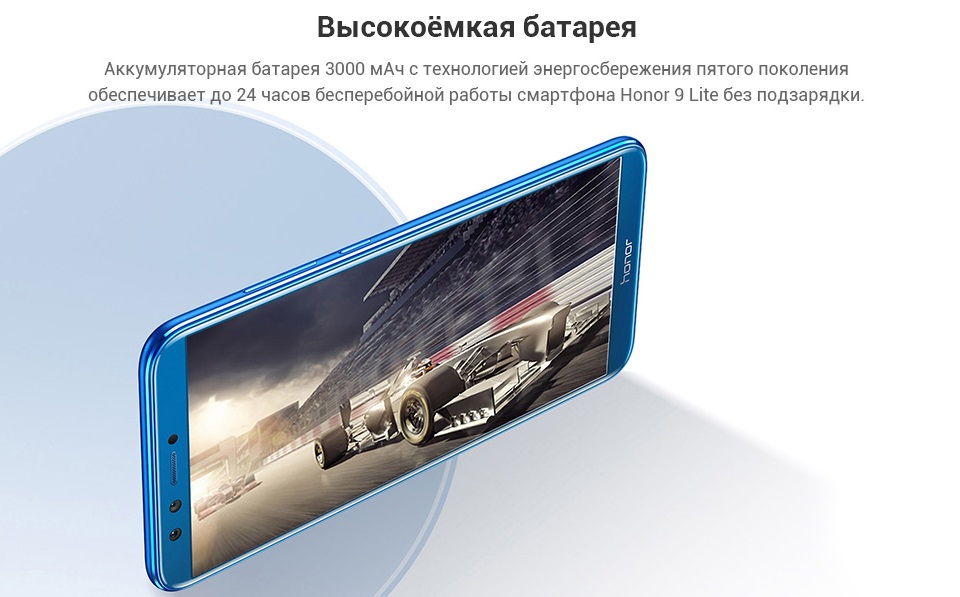 Высокоёмкая батарея
Аккумуляторная батарея 3000 мАч с технологией энергосбережения пятого поколения
обеспечивает до 24 часов бесперебойной работы смартфона Honor 9 Lite без подзарядки.
honor